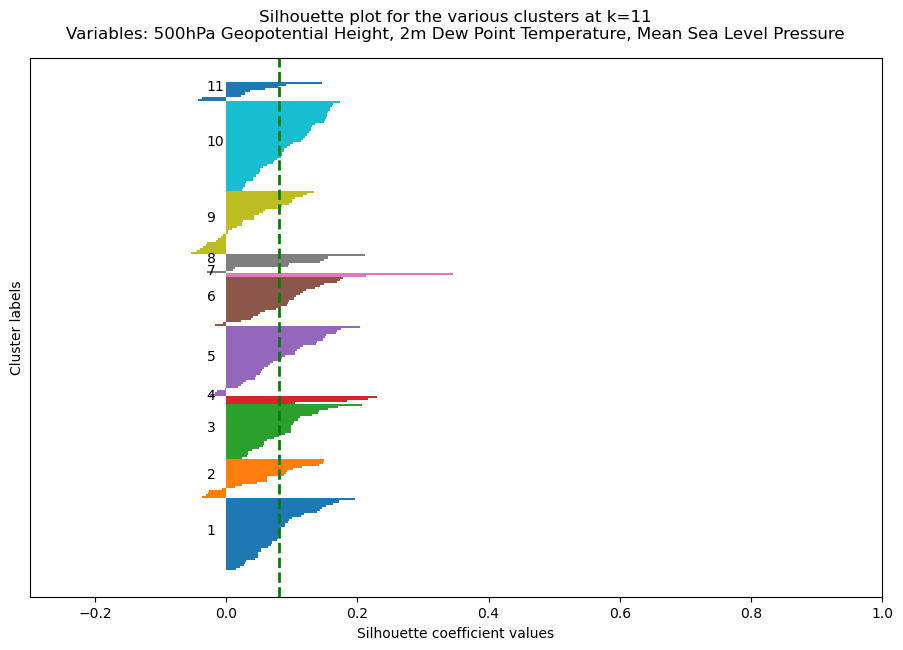 Silhouette plot for the various clusters at k=11
Variables: 500hPa Geopotential Height, 2m Dew Point Temperature, Mean Sea Level Pressure
11
10
9
8
7
6
5
4
3
2
1
Cluster labels
−0.2 0.0 0.2 0.4 0.6 0.8 1.0
Silhouette coefficient values